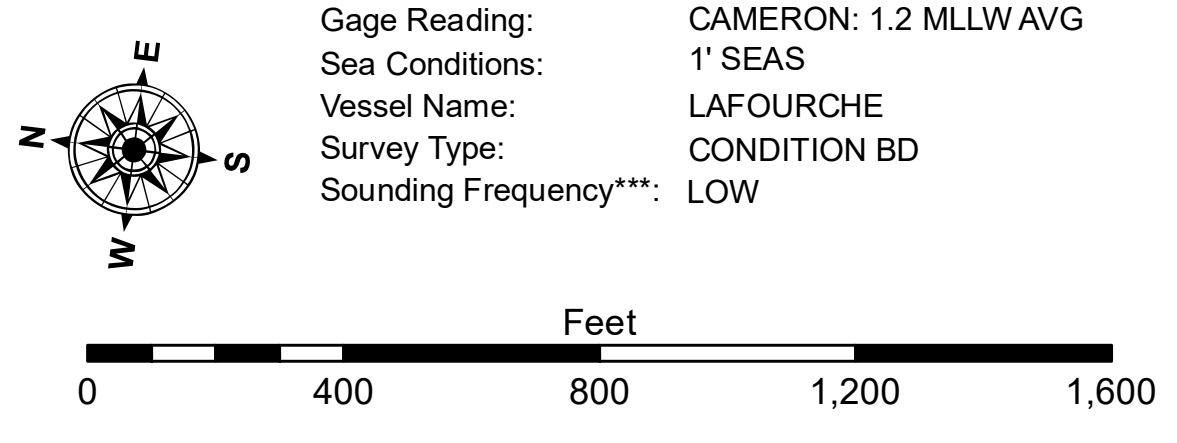 Gage Reading: CAMERON: 1.2 MLLW AVG
Sea Conditions: 1' SEAS
Vessel Name: LAFOURCHE
Survey Type: CONDITION BD
Sounding Frequency***: LOW
E
N
S
W
Feet
0 400 800 1,200 1,600